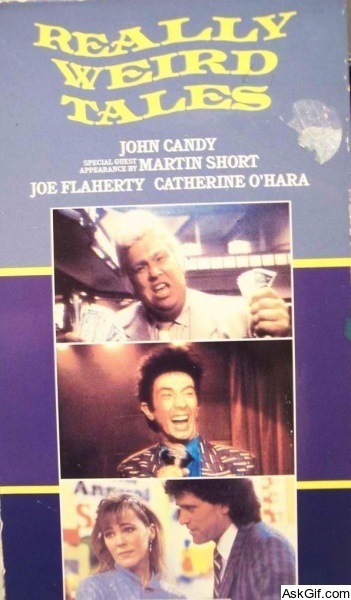 REALLY
WEIRD
TALES
JOHN CANDY
SPECIAL GUEST
APPEARANCE BY MARTIN SHORT
JOE FLAHERTY CATHERINE O'HARA
AskGif.com